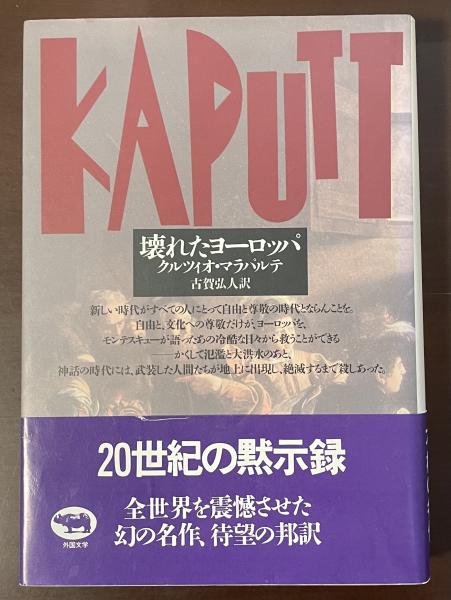 KAPUTT
壊れたヨーロッパ
クルツィオ・マラパルテ
古賀弘人訳
新しい時代がすべての人にとって自由と尊敬の時代とならんことを。
自由と、文化への尊敬だけが、ヨーロッパを、
モンテスキューが語ったあの冷酷な日々から救うことができる
――かくして氾濫と大洪水のあと、
神話の時代には、武装した人間たちが地上に出現し、絶滅するまで殺しあった。
20世紀の黙示録
全世界を震憾させた
幻の名作、待望の邦訳
外国文学